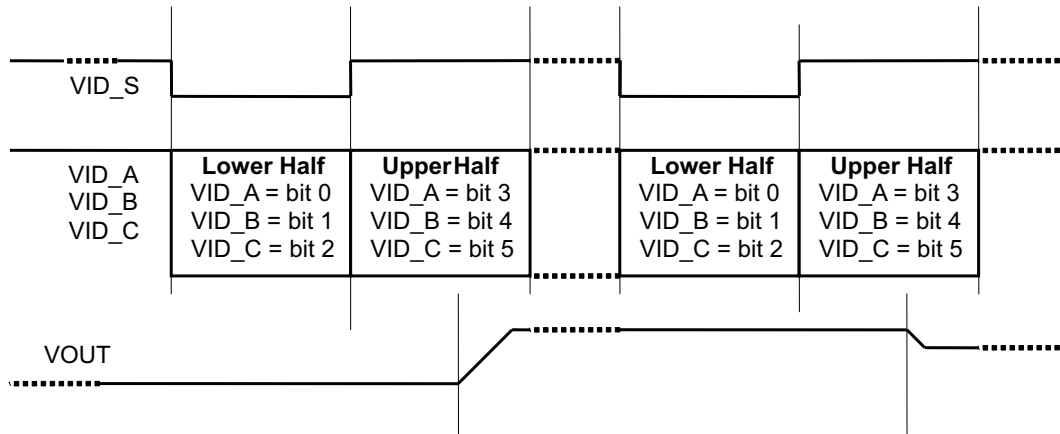 VID_S
VID_A
VID_B
VID_C
Lower Half
VID_A = bit 0
VID_B = bit 1
VID_C = bit 2
UpperHalf
VID_A = bit 3
VID_B = bit 4
VID_C = bit 5
Lower Half
VID_A = bit 0
VID_B = bit 1
VID_C = bit 2
Upper Half
VID_A = bit 3
VID_B = bit 4
VID_C = bit 5
VOUT